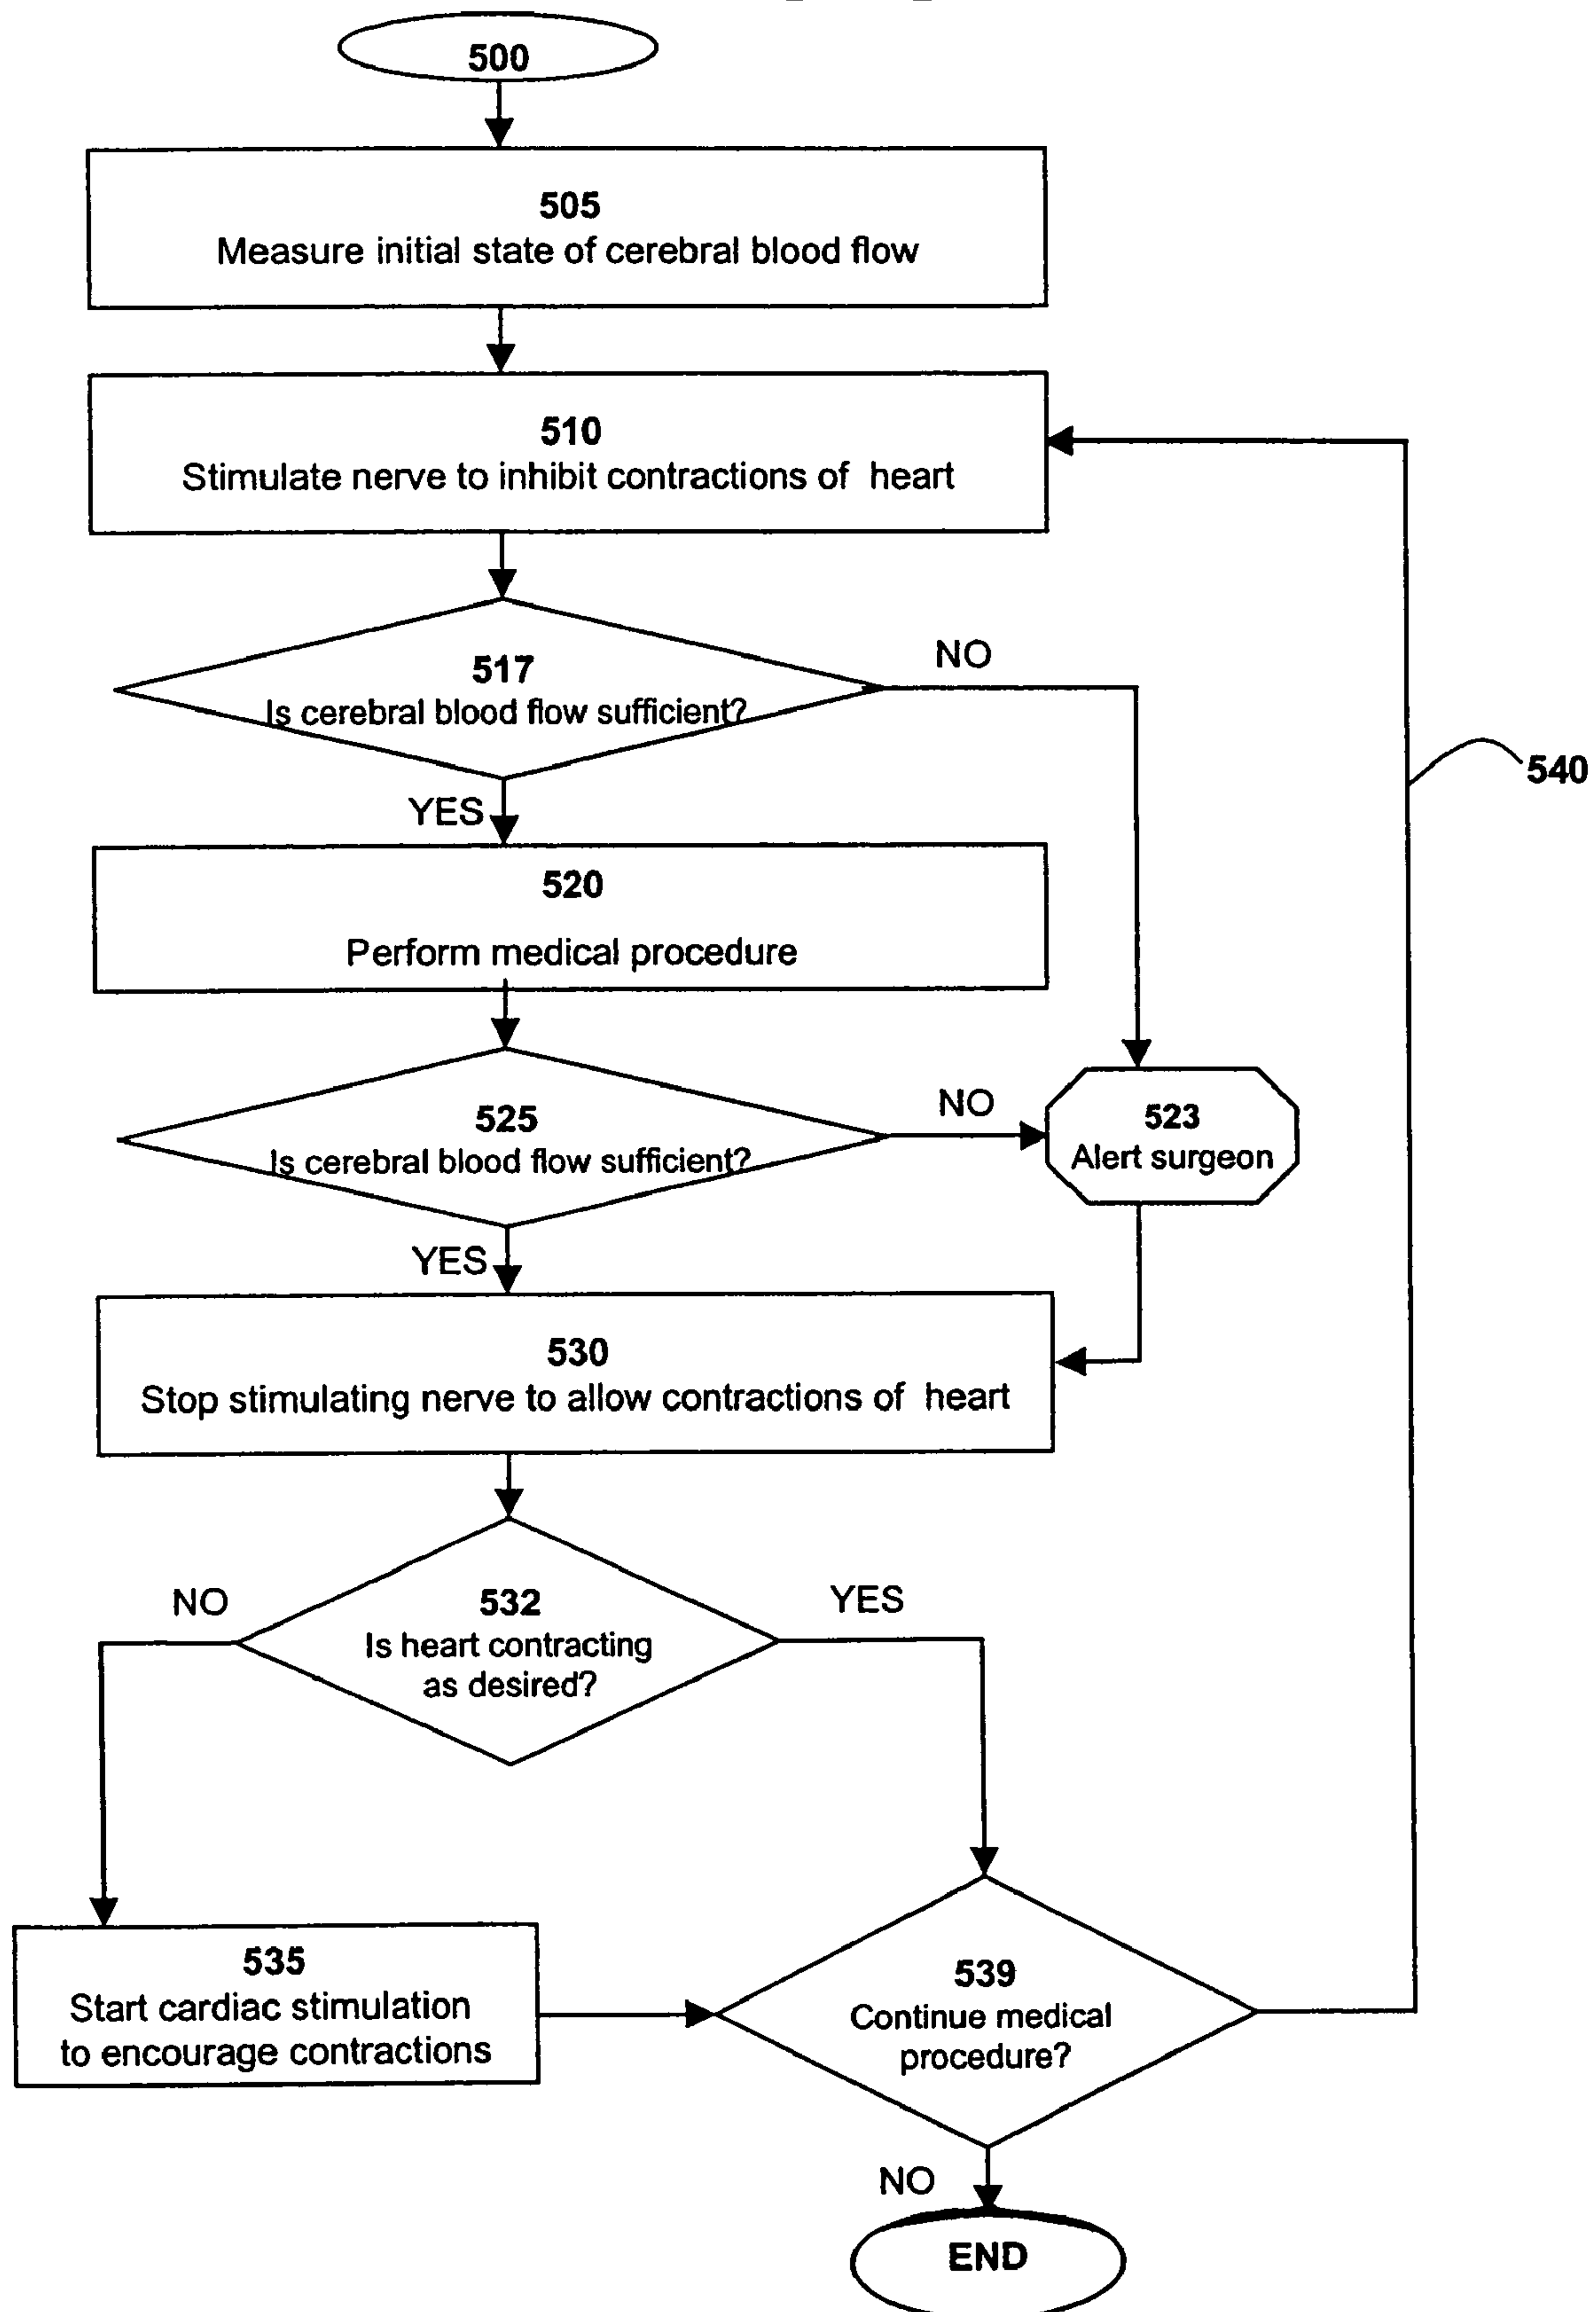 500
505
Measure initial state of cerebral blood flow
510
Stimulate nerve to inhibit contractions of heart
517
Is cerebral blood flow sufficient?
NO
540
YES
520
Perform medical procedure
525
Is cerebral blood flow sufficient?
NO
523
Alert surgeon
YES
530
Stop stimulating nerve to allow contractions of heart
NO
532
Is heart contracting
as desired?
YES
535
Start cardiac stimulation
to encourage contractions
539
Continue medical
procedure?
NO
END